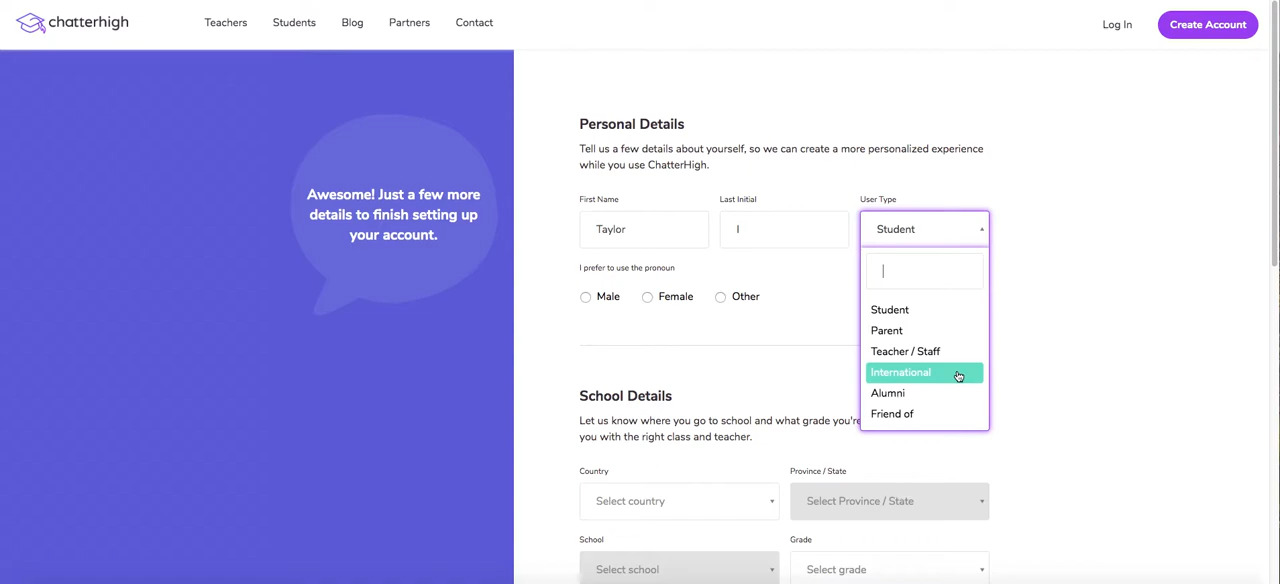 chatterhigh
Teachers
Students
Blog
Partners
Contact
Log In
Create Account
Awesome! Just a few more
details to finish setting up
your account.
Personal Details
Tell us a few details about yourself, so we can create a more personalized experience
while you use ChatterHigh.
First Name
Last Initial
User Type
Taylor
I
Student
I prefer to use the pronoun
Male
Female
Other
Student
Parent
Teacher / Staff
International
Alumni
Friend of
School Details
Let us know where you go to school and what grade you're
you with the right class and teacher.
Country
Province / State
Select country
Select Province / State
School
Grade
Select school
Select grade